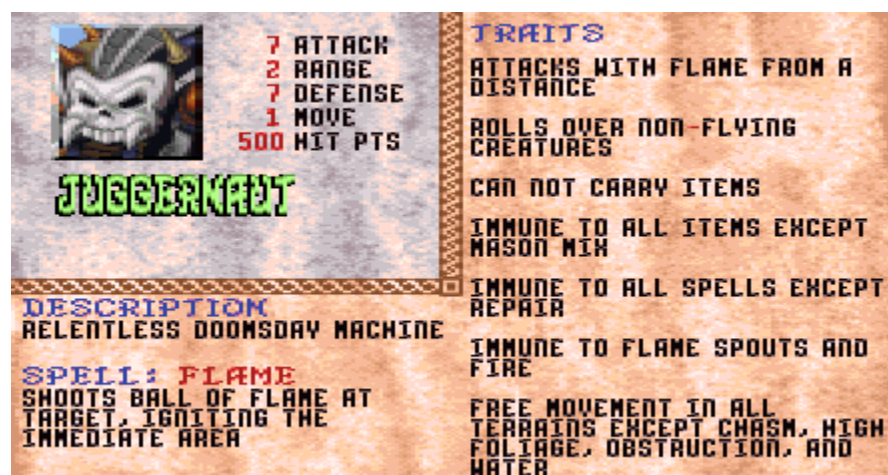 7 ATTACK
2 RANGE
7 DEFENSE
1 MOVE
500 HIT PTS
JUGGERNAUT
DESCRIPTION
RELENTLESS DOOMSDAY MACHINE
SPELL: FLAME
SHOOTS BALL OF FLAME AT
TARGET, IGNITING THE
IMMEDIATE AREA
TRAITS
ATTACKS WITH FLAME FROM A
DISTANCE
ROLLS OVER NON-FLYING
CREATURES
CAN NOT CARRY ITEMS
IMMUNE TO ALL ITEMS EXCEPT
MASON MIX
IMMUNE TO ALL SPELLS EXCEPT
REPAIR
IMMUNE TO FLAME SPOUTS AND
FIRE
FREE MOVEMENT IN ALL
TERRAINS EXCEPT CHASM, HIGH
FOLIAGE, OBSTRUCTION, AND
WATER